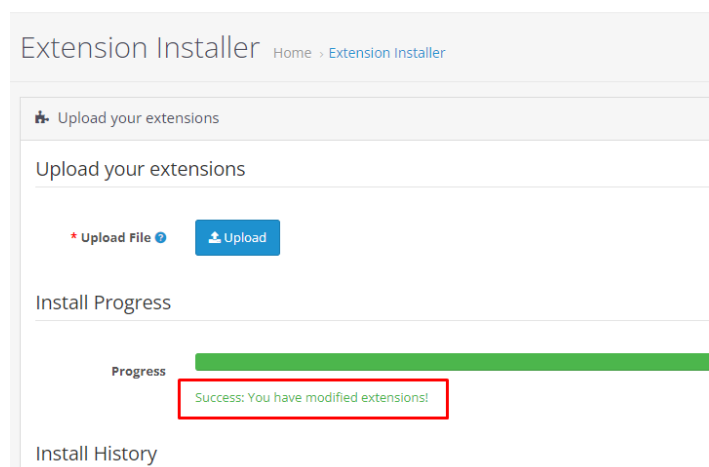 Extension Installer Home › Extension Installer
Upload your extensions
Upload your extensions
* Upload File Upload
Install Progress
Progress
Success: You have modified extensions!
Install History